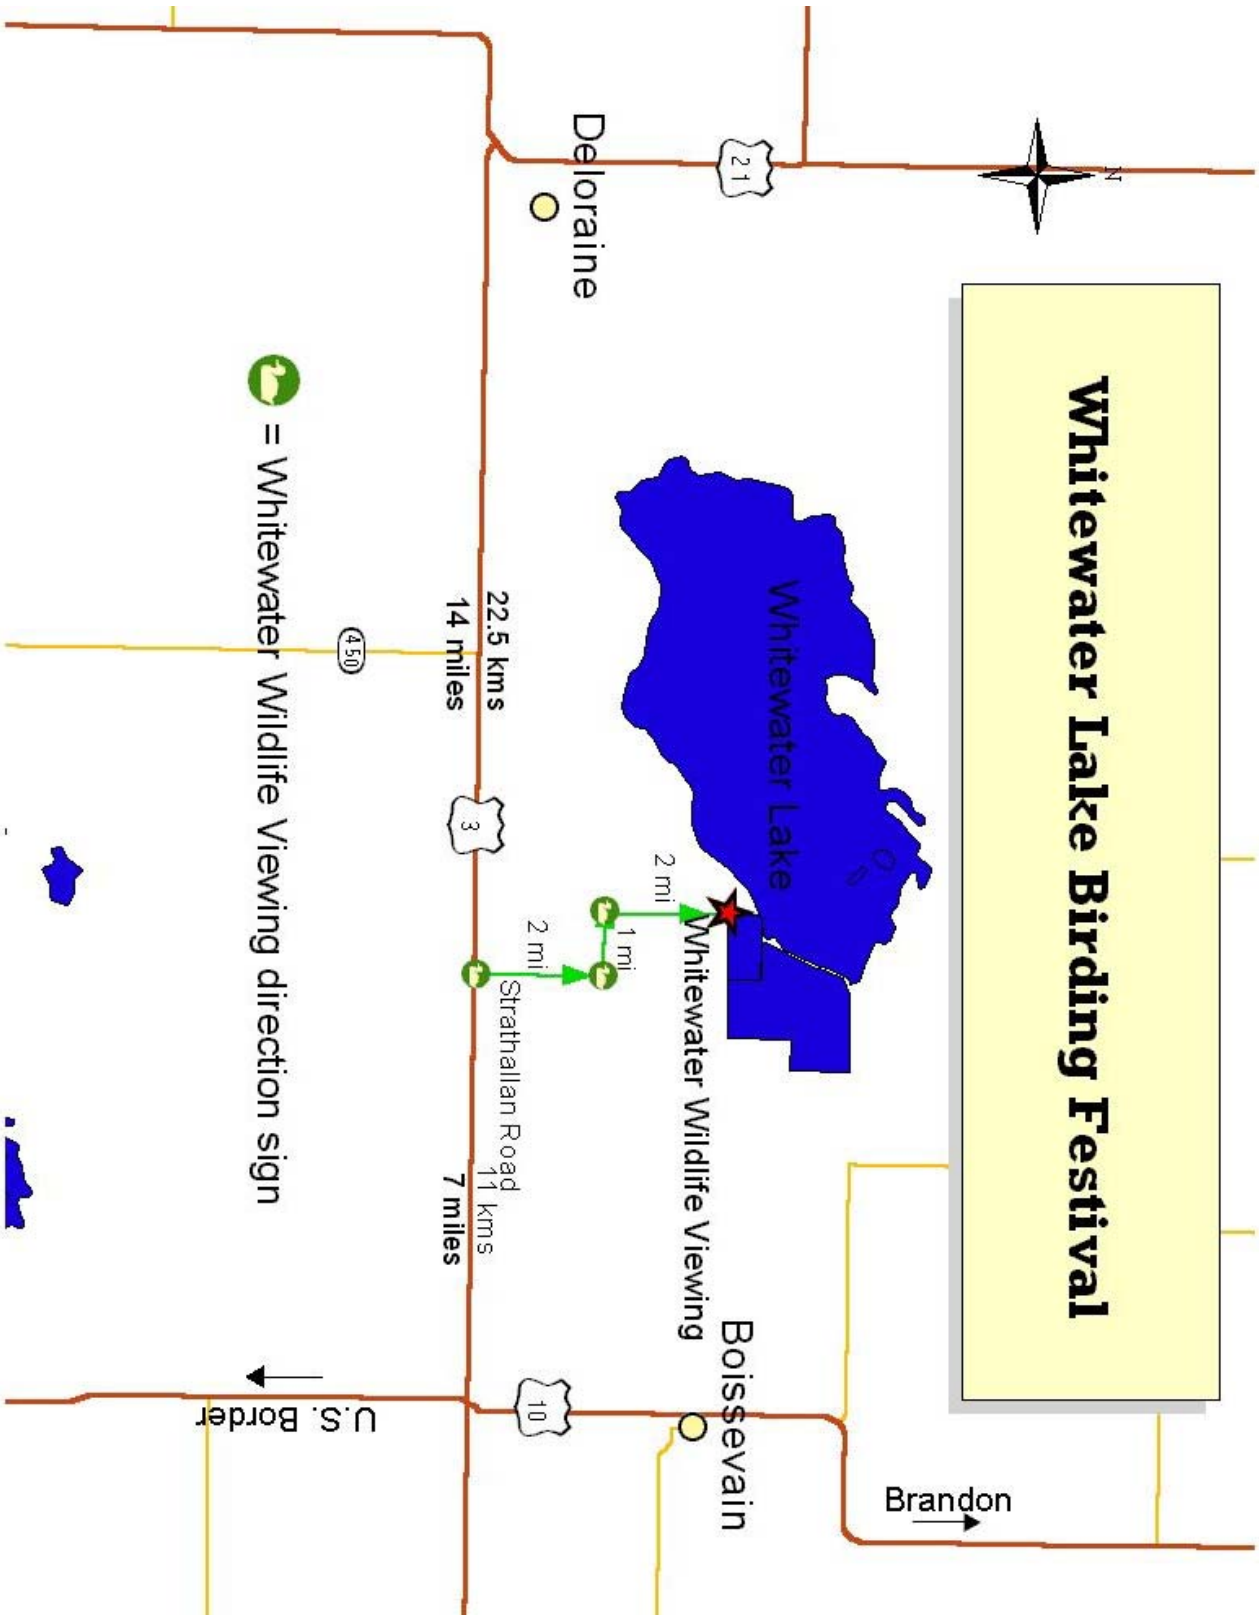 Whitewater Lake Birding Festival
N
21
Deloraine
Whitewater Lake
Brandon
Boissevain
Whitewater Wildlife Viewing
2 mi
1 mi
2 mi
Strathallan Road
22.5 kms
14 miles
3
11 kms
7 miles
10
450
U.S. Border
= Whitewater Wildlife Viewing direction sign